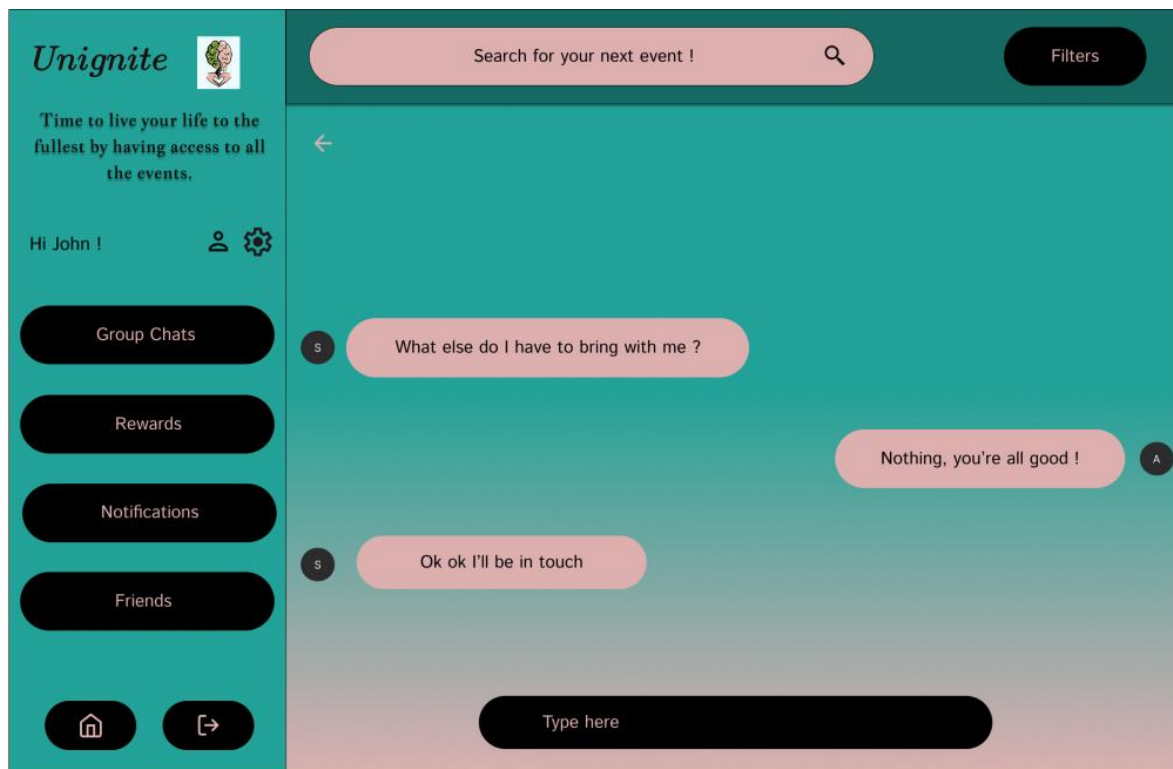 Unignite
Time to live your life to the
fullest by having access to all
the events.
Hi John !
Group Chats
Rewards
Notifications
Friends
Search for your next event !
Filters
S
What else do I have to bring with me ?
Nothing, you're all good !
A
S
Ok ok I'll be in touch
Type here